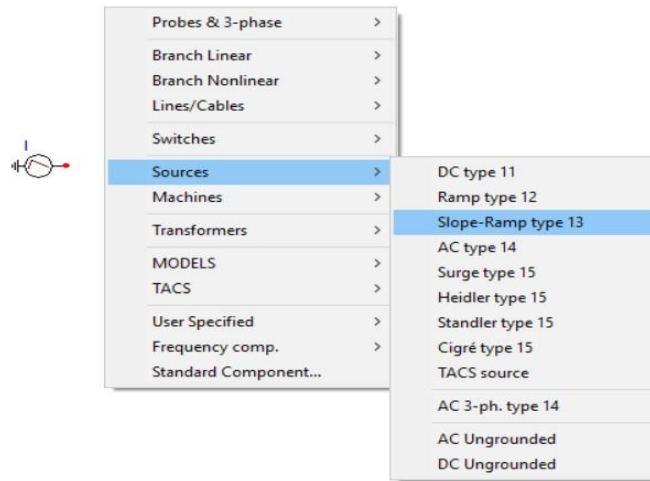 Probes & 3-phase
Branch Linear
Branch Nonlinear
Lines/Cables
Switches
Sources
Machines
Transformers
MODELS
TACS
User Specified
Frequency comp.
Standard Component...
I
DC type 11
Ramp type 12
Slope-Ramp type 13
AC type 14
Surge type 15
Heidler type 15
Standler type 15
Cigré type 15
TACS source
AC 3-ph. type 14
AC Ungrounded
DC Ungrounded